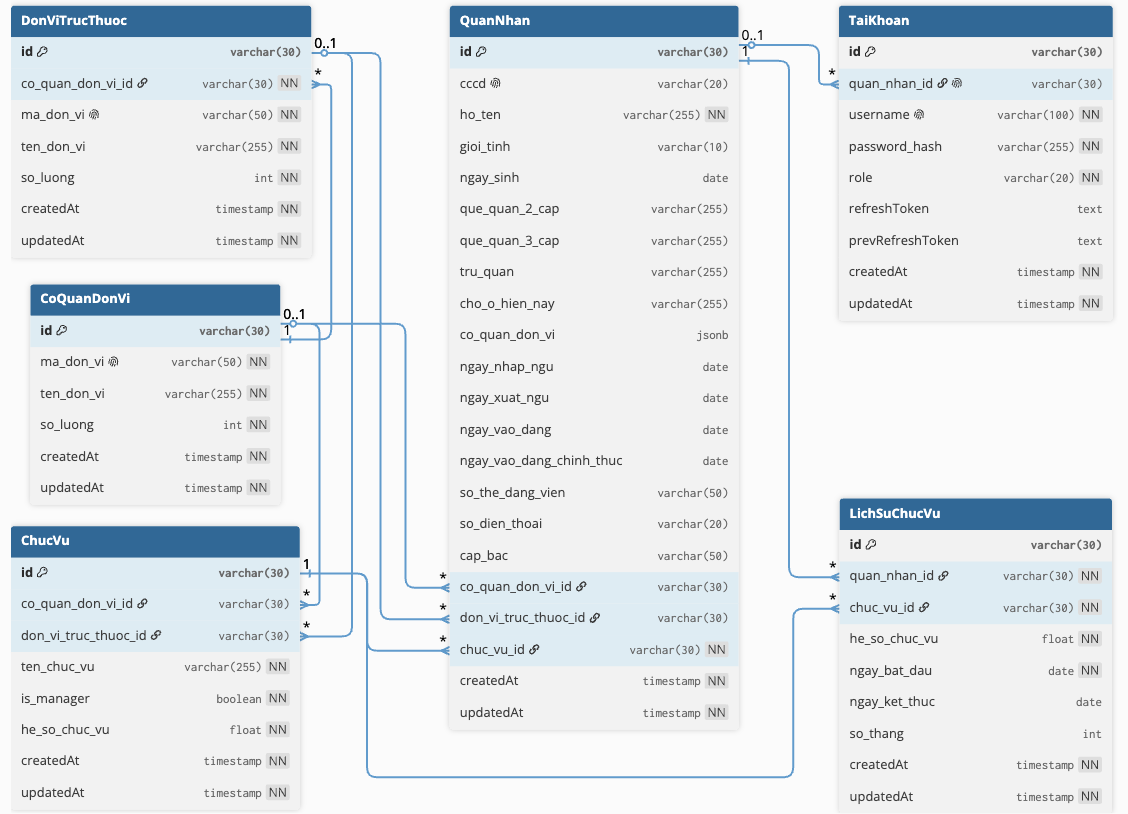 DonViTrucThuoc
id varchar(30)
co_quan_don_vi_id varchar(30) NN
ma_don_vi varchar(50) NN
ten_don_vi varchar(255) NN
so_luong int NN
createdAt timestamp NN
updatedAt timestamp NN
0..1
*
CoQuanDonVi
id varchar(30)
ma_don_vi varchar(50) NN
ten_don_vi varchar(255) NN
so_luong int NN
createdAt timestamp NN
updatedAt timestamp NN
0..1
1
ChucVu
id varchar(30)
co_quan_don_vi_id varchar(30)
don_vi_truc_thuoc_id varchar(30)
ten_chuc_vu varchar(255) NN
is_manager boolean NN
he_so_chuc_vu float NN
createdAt timestamp NN
updatedAt timestamp NN
1
*
*
QuanNhan
id varchar(30)
cccd varchar(20)
ho_ten varchar(255) NN
gioi_tinh varchar(10)
ngay_sinh date
que_quan_2_cap varchar(255)
que_quan_3_cap varchar(255)
tru_quan varchar(255)
cho_o_hien_nay varchar(255)
co_quan_don_vi jsonb
ngay_nhap_ngu date
ngay_xuat_ngu date
ngay_vao_dang date
ngay_vao_dang_chinh_thuc date
so_the_dang_vien varchar(50)
so_dien_thoai varchar(20)
cap_bac varchar(50)
* co_quan_don_vi_id varchar(30)
* don_vi_truc_thuoc_id varchar(30)
* chuc_vu_id varchar(30) NN
createdAt timestamp NN
updatedAt timestamp NN
0..1
1
TaiKhoan
id varchar(30)
* quan_nhan_id varchar(30)
username varchar(100) NN
password_hash varchar(255) NN
role varchar(20) NN
refreshToken text
prevRefreshToken text
createdAt timestamp NN
updatedAt timestamp NN
LichSuChucVu
id varchar(30)
* quan_nhan_id varchar(30) NN
* chuc_vu_id varchar(30) NN
he_so_chuc_vu float NN
ngay_bat_dau date NN
ngay_ket_thuc date
so_thang int
createdAt timestamp NN
updatedAt timestamp NN